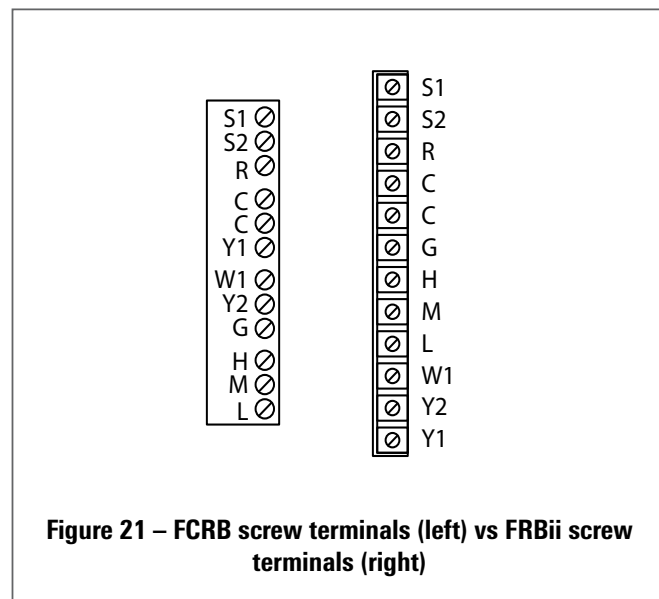 S1
S2
R
C
C
Y1
W1
Y2
G
H
M
L
S1
S2
R
C
C
G
H
M
L
W1
Y2
Y1
Figure 21 – FCRB screw terminals (left) vs FRBii screw
terminals (right)